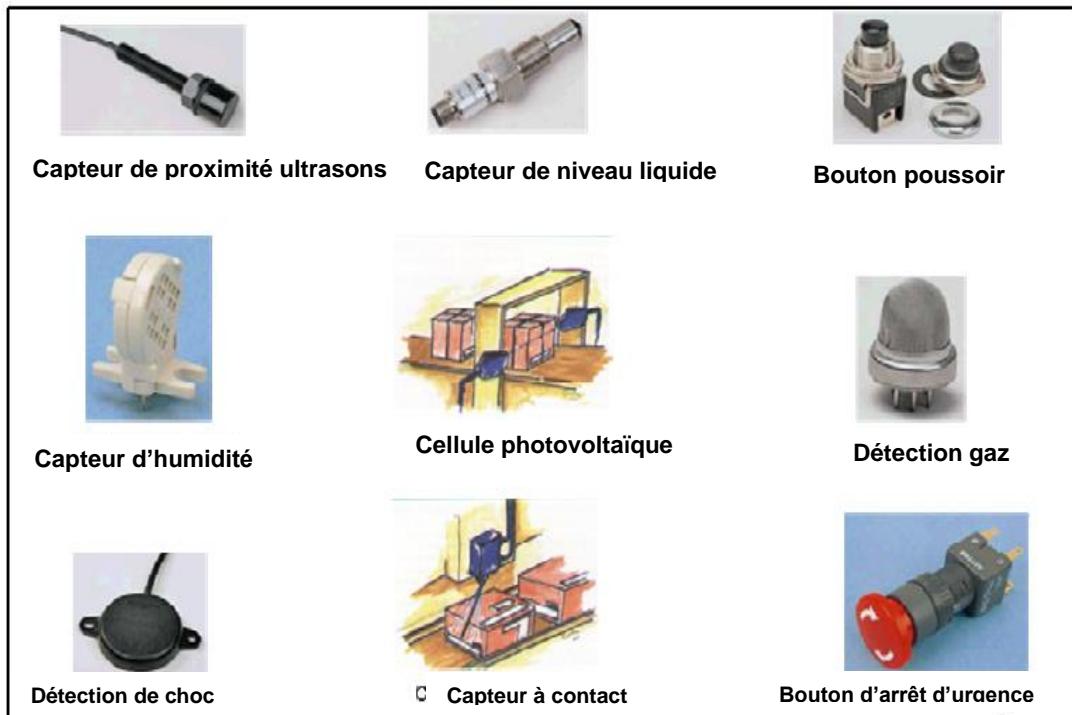 Capteur de proximité ultrasons
Capteur de niveau liquide
Bouton poussoir
Capteur d'humidité
Cellule photovoltaïque
Détection gaz
Détection de choc
C Capteur à contact
Bouton d'arrêt d'urgence